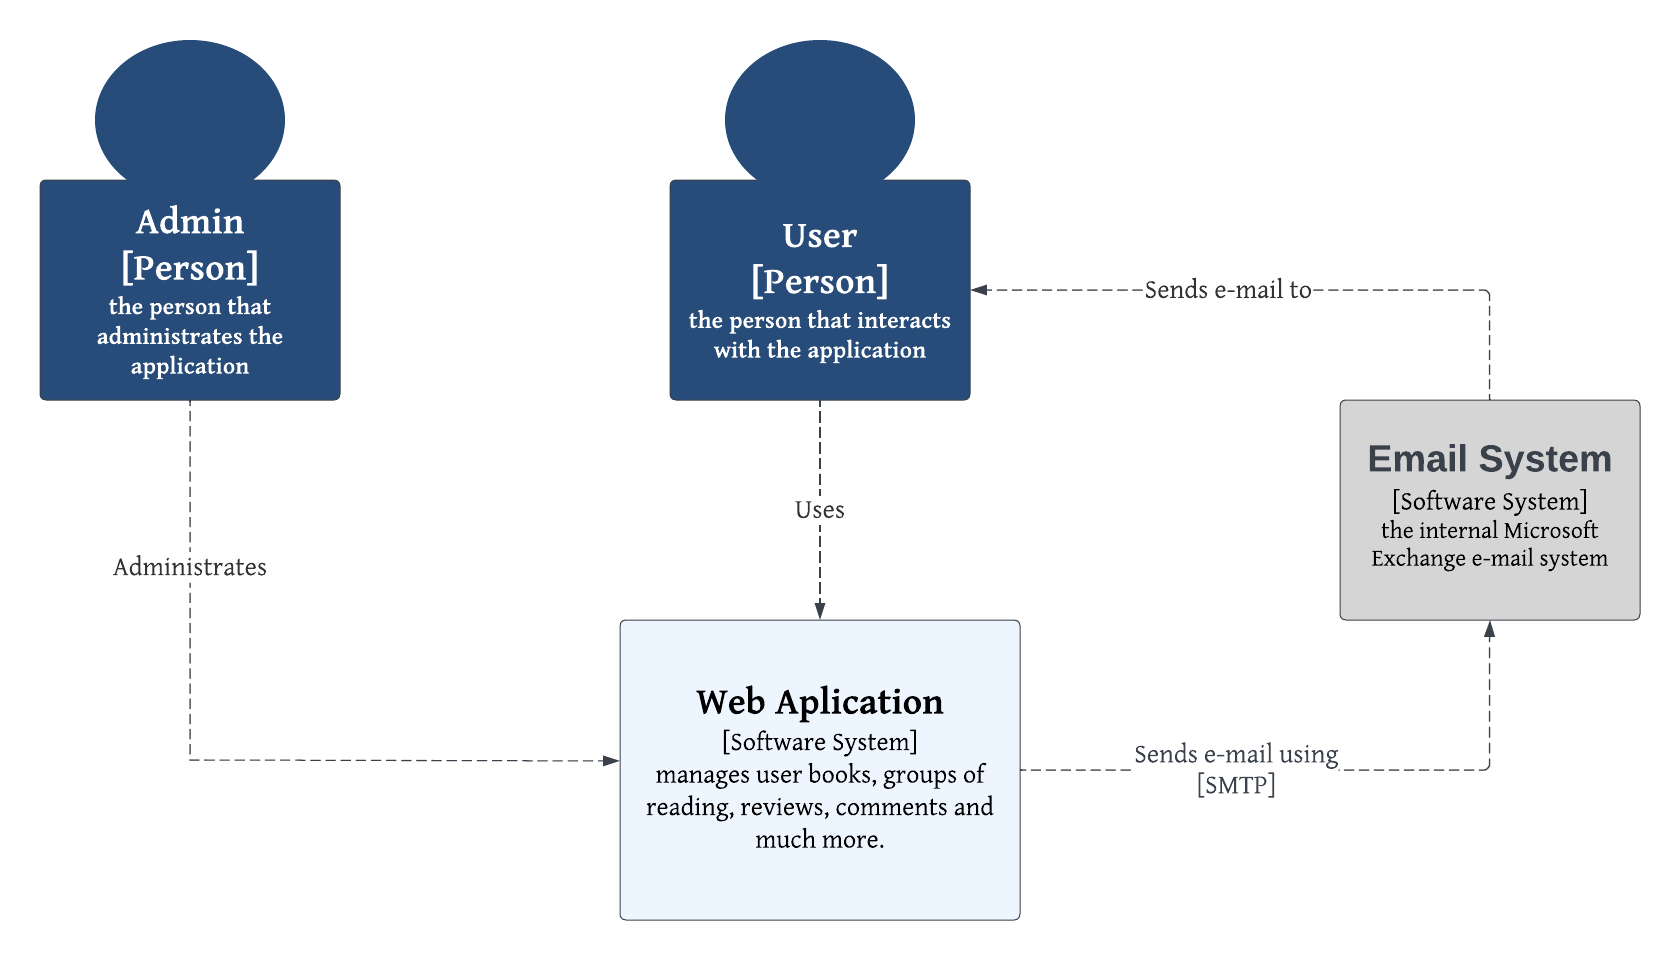 Admin
[Person]
the person that
administrates the
application
User
[Person]
the person that interacts
with the application
Sends e-mail to
Email System
[Software System]
the internal Microsoft
Exchange e-mail system
Uses
Administrates
Web Aplication
[Software System]
manages user books, groups of
reading, reviews, comments and
much more.
Sends e-mail using
[SMTP]